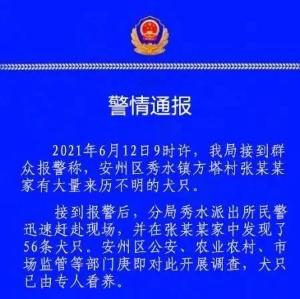 警情通报
2021年6月12日9时许，我局接到群
众报警称，安州区秀水镇方塔村张某某
家有大量来历不明的犬只。
接到报警后，分局秀水派出所民警
迅速赶赴现场，并在张某某家中发现了
56条犬只。安州区公安、农业农村、市
场监管等部门庚即对此开展调查，犬只
已由专人看养。